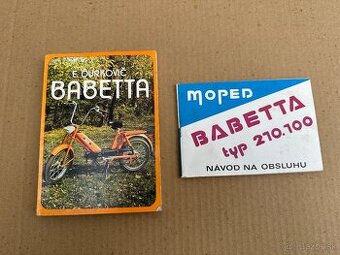 E. ĎURKOVIČ
BABETTA
MOPED
BABETTA
typ 210.100
NÁVOD NA OBSLUHU